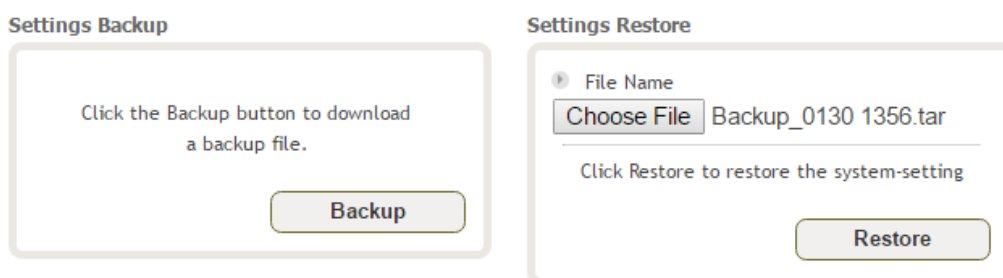 Settings Backup
Click the Backup button to download
a backup file.
Backup
Settings Restore
File Name
Choose File Backup_0130 1356.tar
Click Restore to restore the system-setting
Restore